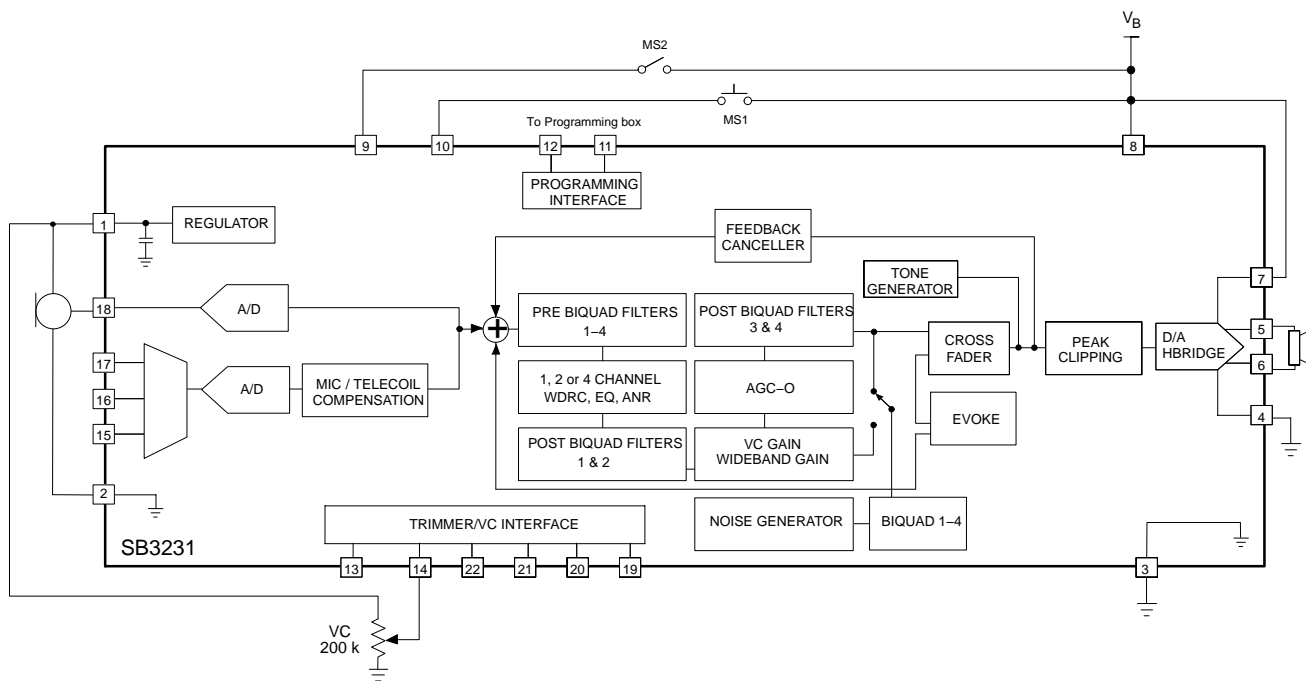 VB
MS2
MS1
To Programming box
9
10
12
11
8
PROGRAMMING
INTERFACE
1
REGULATOR
FEEDBACK
CANCELLER
TONE
GENERATOR
7
18
A/D
PRE BIQUAD FILTERS
1–4
POST BIQUAD FILTERS
3 & 4
CROSS
FADER
PEAK
CLIPPING
D/A
HBRIDGE
5
6
17
16
15
A/D
MIC / TELECOIL
COMPENSATION
1, 2 or 4 CHANNEL
WDRC, EQ, ANR
AGC–O
EVOKE
4
POST BIQUAD FILTERS
1 & 2
VC GAIN
WIDEBAND GAIN
2
NOISE GENERATOR
BIQUAD 1–4
TRIMMER/VC INTERFACE
SB3231
13
14
22
21
20
19
3
VC
200 k